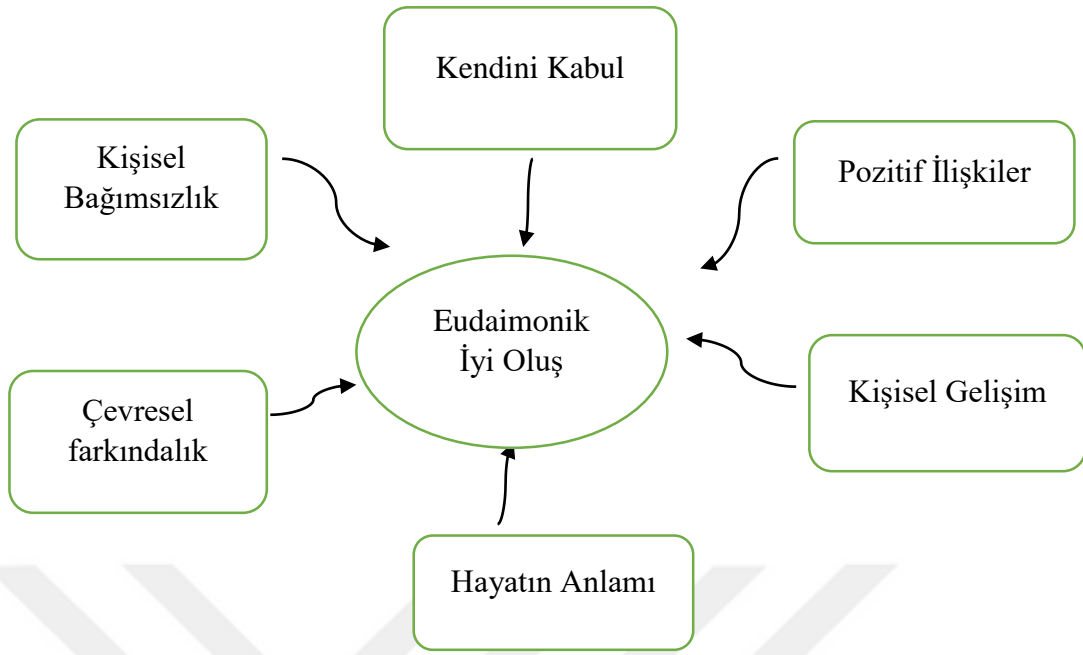 Kendini Kabul
Kişisel
Bağımsızlık
Pozitif İlişkiler
Eudaimonik
İyi Oluş
Çevresel
farkındalık
Kişisel Gelişim
Hayatın Anlamı